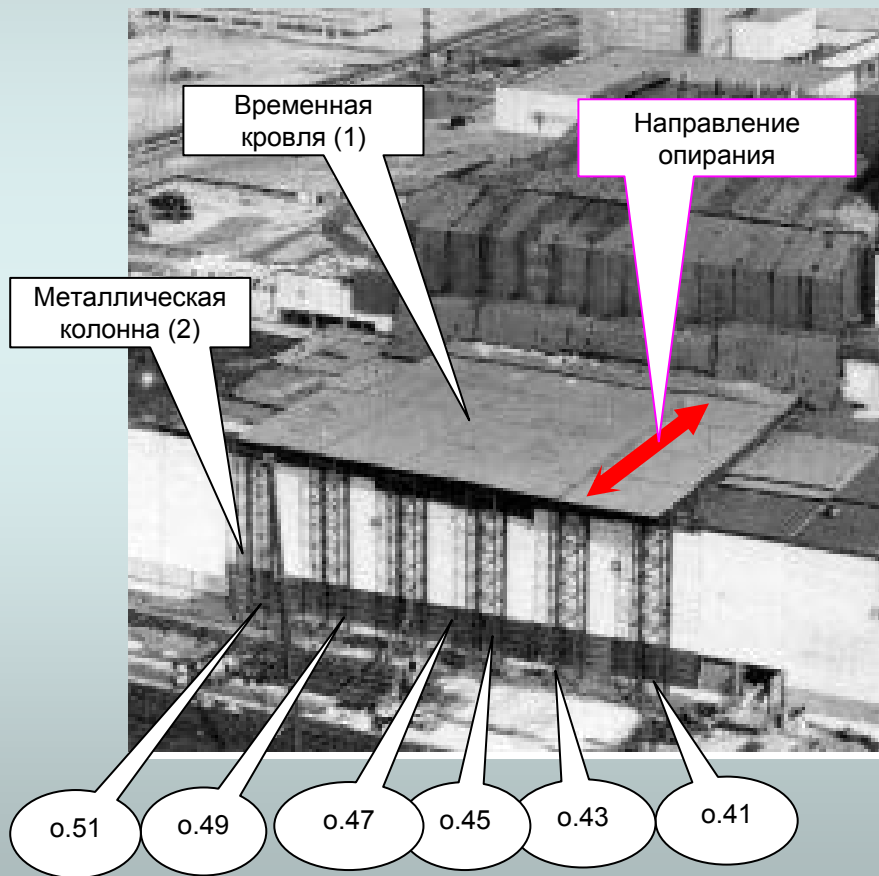 Временная
кровля (1)
Направление
опирания
Металлическая
колонна (2)
о.51
о.49
о.47
о.45
о.43
о.41